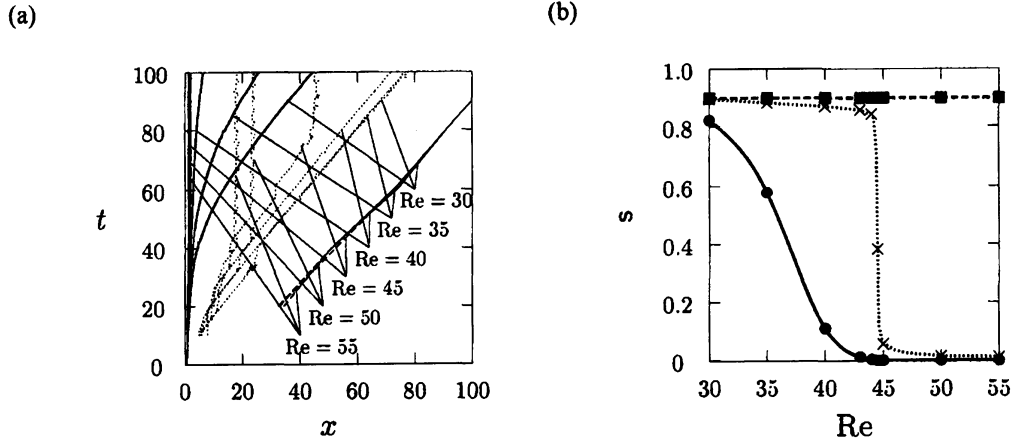 (a)
(b)
100
80
60
40
20
0
t
0 20 40 60 80 100
x
Re = 30
Re = 35
Re = 40
Re = 45
Re = 50
Re = 55
1.0
0.8
0.6
0.4
0.2
0
s
30 35 40 45 50 55
Re